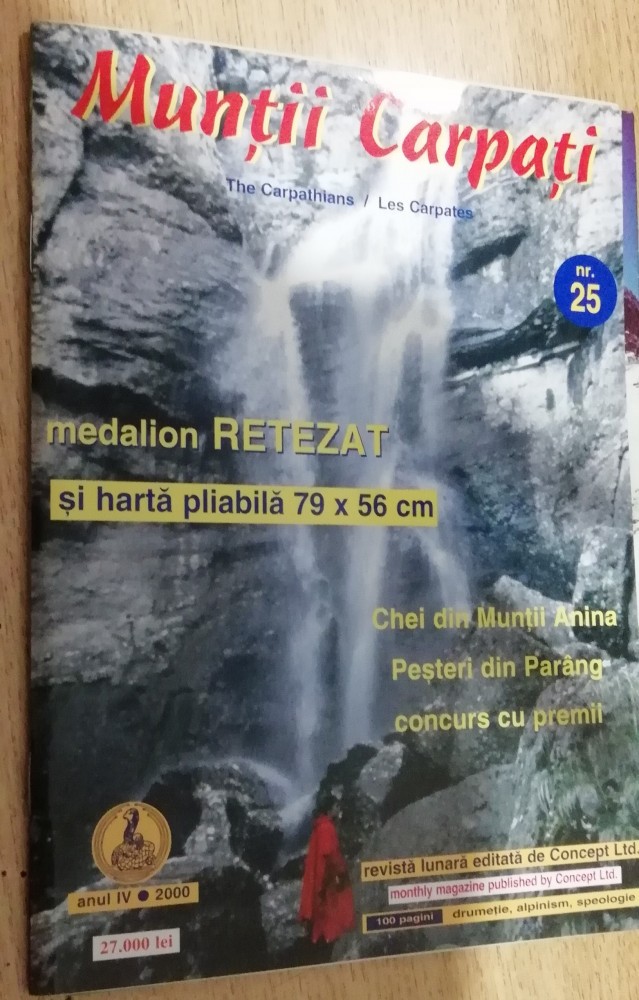 Munții Carpați
The Carpathians / Les Carpates
nr.
25
medalion RETEZAT
și hartă pliabilă 79 x 56 cm
Chei din Munții Anina
Peșteri din Parâng
concurs cu premii
revistă lunară editată de Concept Ltd.
monthly magazine published by Concept Ltd.
100 pagini drumeție, alpinism, speologie
anul IV ● 2000
27.000 lei